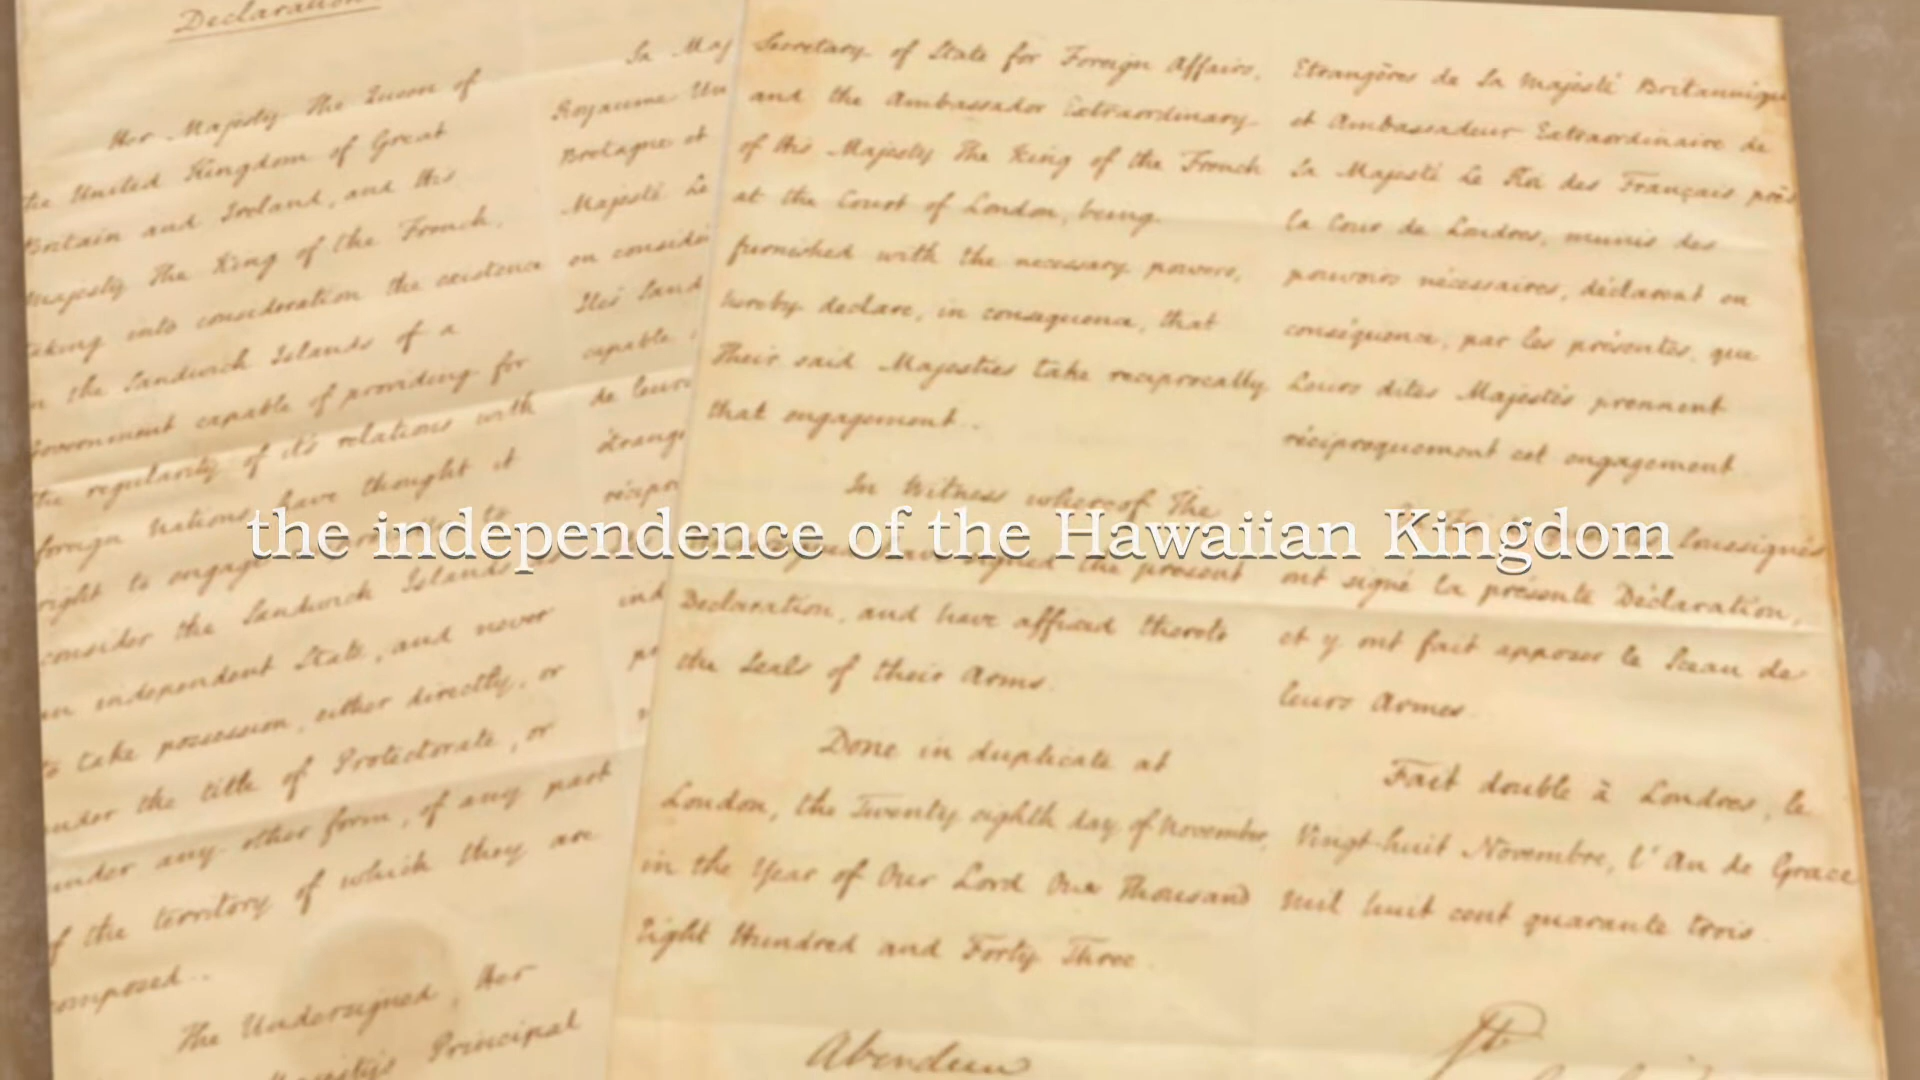 Declaration
Her Majesty The Queen of
the United Kingdom of Great
Britain and Ireland, and His
Majesty The King of the French,
taking into consideration the existence
in the Sandwich Islands of a
Government capable of providing for
the regularity of its relations with
foreign Nations, have thought it
right to engage
consider the Sandwich Islands as
an independent State, and never
to take possession, either directly, or
under the title of Protectorate, or
under any other form, of any part
of the territory of which they are
composed.
The Undersigned, Her
Majesty's Principal
Sa Maj
Royaume Un
Bretagne et
Majesté Le
en considé
Iles Sand
capable
de leurs
étrangè
récipro
ind
Secretary of State for Foreign Affairs,
and the Ambassador Extraordinary
of His Majesty The King of the French
at the Court of London, being
furnished with the necessary powers,
hereby declare, in consequence, that
Their said Majesties take reciprocally
that engagement.
In Witness whereof The
signed the present
Declaration, and have affixed thereto
the Seals of their Arms.
Done in duplicate at
London, the Twenty eighth day of November,
in the Year of Our Lord One Thousand
Eight Hundred and Forty Three.
Aberdeen
Etrangères de Sa Majesté Britannique
et Ambassadeur Extraordinaire de
Sa Majesté Le Roi des Français près
la Cour de Londres, munis des
pouvoirs nécessaires, déclarent en
conséquence, par les présentes, que
Leurs dites Majestés prennent
réciproquement cet engagement.
Soussignés
ont signé la présente Déclaration,
et y ont fait apposer le Sceau de
leurs Armes.
Fait double à Londres, le
Vingt-huit Novembre, l'An de Grace
Mil huit cent quarante trois.
the independence of the Hawaiian Kingdom